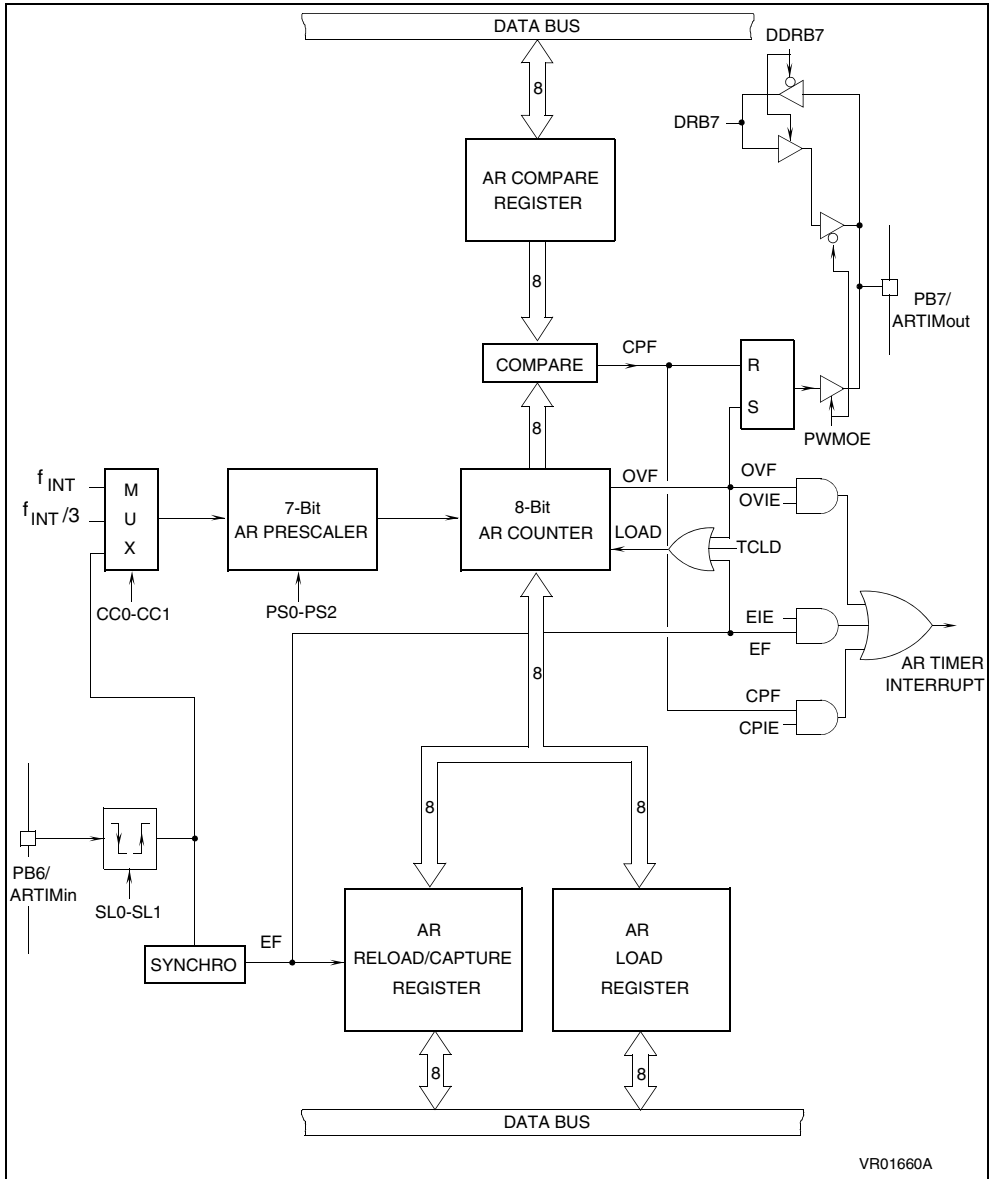 DATA BUS
DDRB7
8
DRB7
AR COMPARE
REGISTER
8
PB7/
ARTIMout
CPF
COMPARE
R
S
8
PWMOE
f INT
f INT /3
M
U
X
7-Bit
AR PRESCALER
8-Bit
AR COUNTER
OVF
OVF
OVIE
LOAD
TCLD
CC0-CC1
PS0-PS2
EIE
EF
AR TIMER
INTERRUPT
8
CPF
CPIE
8
8
PB6/
ARTIMin
SL0-SL1
EF
SYNCHRO
AR
RELOAD/CAPTURE
REGISTER
AR
LOAD
REGISTER
8
8
DATA BUS
VR01660A